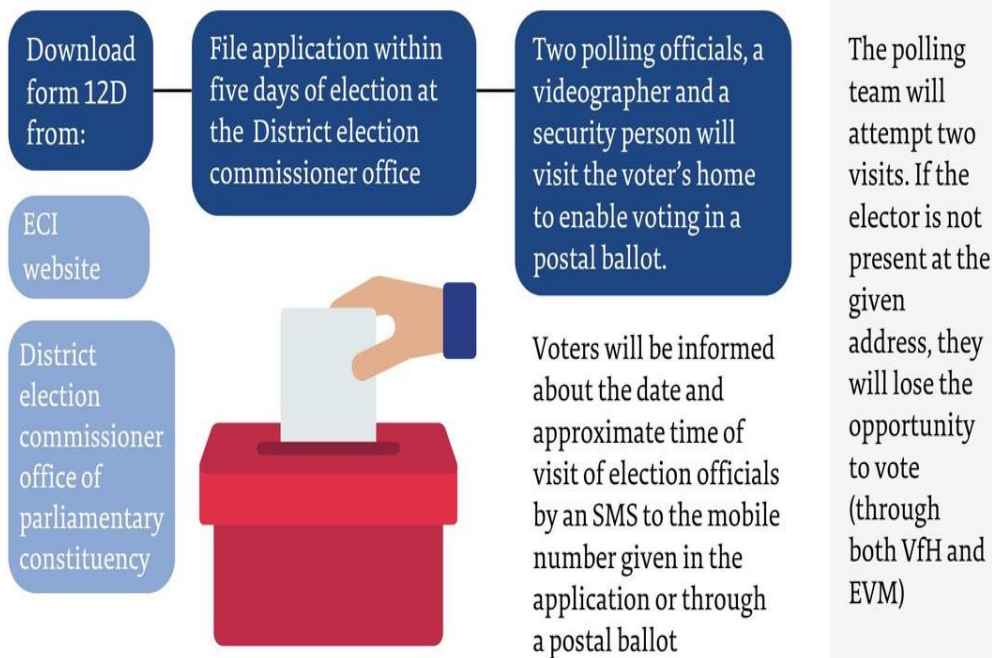 Download
form 12D
from:
ECI
website
District
election
commissioner
office of
parliamentary
constituency
File application within
five days of election at
the District election
commissioner office
Two polling officials, a
videographer and a
security person will
visit the voter's home
to enable voting in a
postal ballot.
Voters will be informed
about the date and
approximate time of
visit of election officials
by an SMS to the mobile
number given in the
application or through
a postal ballot
The polling
team will
attempt two
visits. If the
elector is not
present at the
given
address, they
will lose the
opportunity
to vote
(through
both VfH and
EVM)